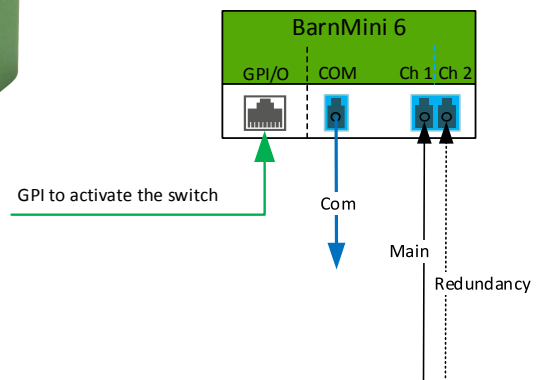 BarnMini 6
GPI/O COM Ch 1 Ch 2
GPI to activate the switch
Com
Main
Redundancy